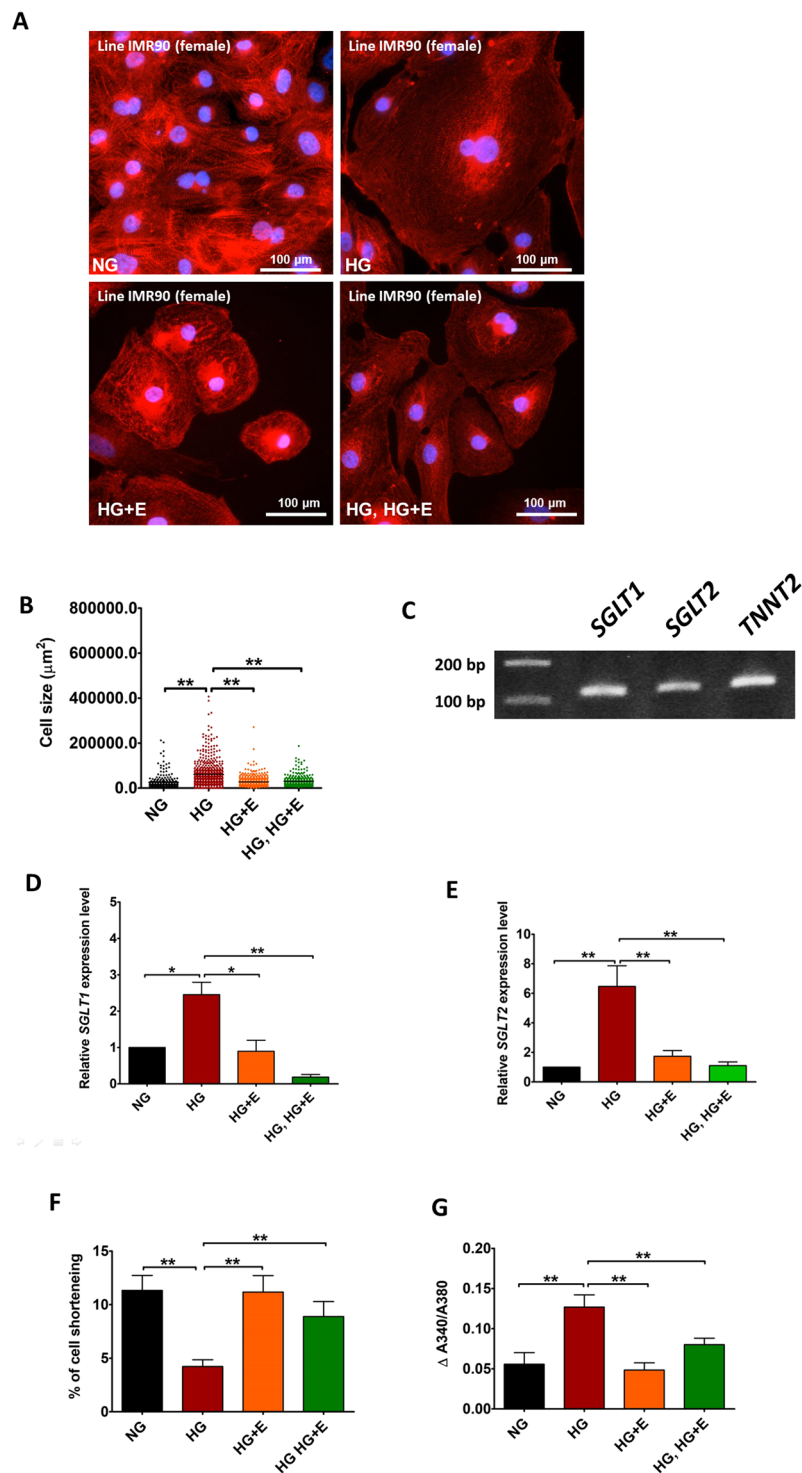 A
Line IMR90 (female)
Line IMR90 (female)
NG
100 µm
HG
100 µm
Line IMR90 (female)
Line IMR90 (female)
HG+E
100 µm
HG, HG+E
100 µm
B
Cell size (µm2)
800000.0
600000.0
400000.0
200000.0
0.0
**
**
**
NG
HG
HG+E
HG, HG+E
C
SGLT1
SGLT2
TNNT2
200 bp
100 bp
D
Relative SGLT1 expression level
5
4
3
2
1
0
**
*
*
NG
HG
HG+E
HG, HG+E
E
Relative SGLT2 expression level
10
8
6
4
2
0
**
**
**
NG
HG
HG+E
HG, HG+E
F
% of cell shorteneing
15
10
5
0
**
**
**
NG
HG
HG+E
HG HG+E
G
Δ A340/A380
0.20
0.15
0.10
0.05
0.00
**
**
**
NG
HG
HG+E
HG, HG+E